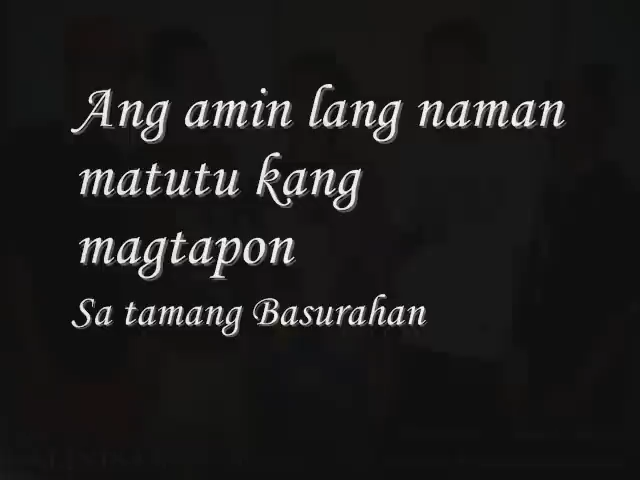 Ang amin lang naman
matutu kang
magtapon
Sa tamang Basurahan